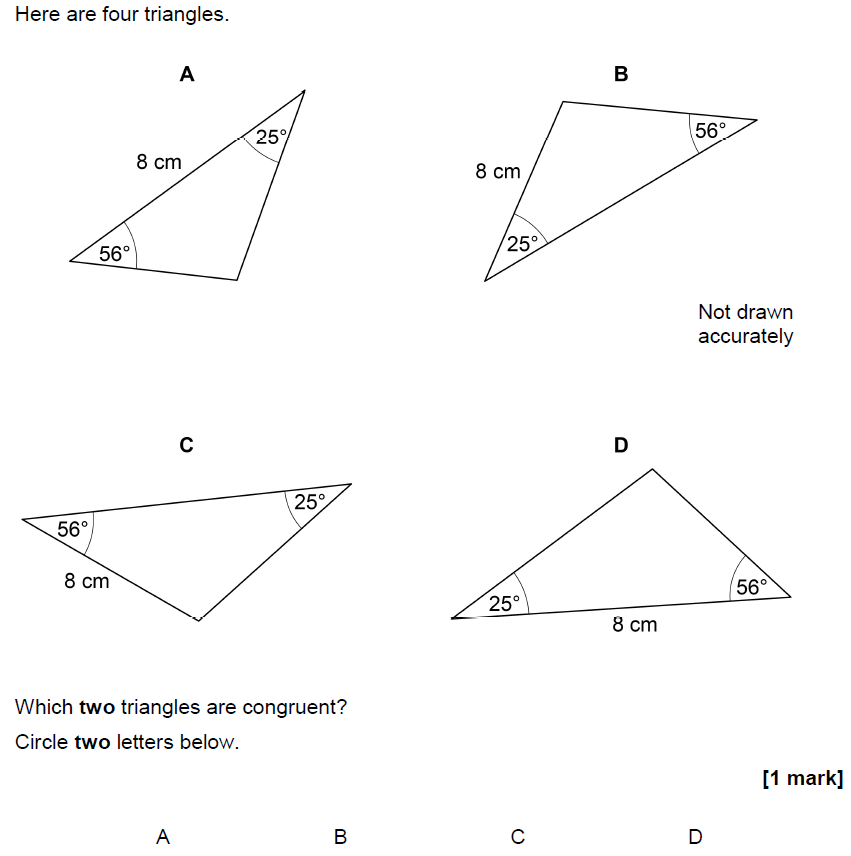 Here are four triangles.
A
B
25°
56°
8 cm
8 cm
56°
25°
Not drawn
accurately
C
D
25°
56°
8 cm
56°
25°
8 cm
Which two triangles are congruent?
Circle two letters below.
[1 mark]
A B C D